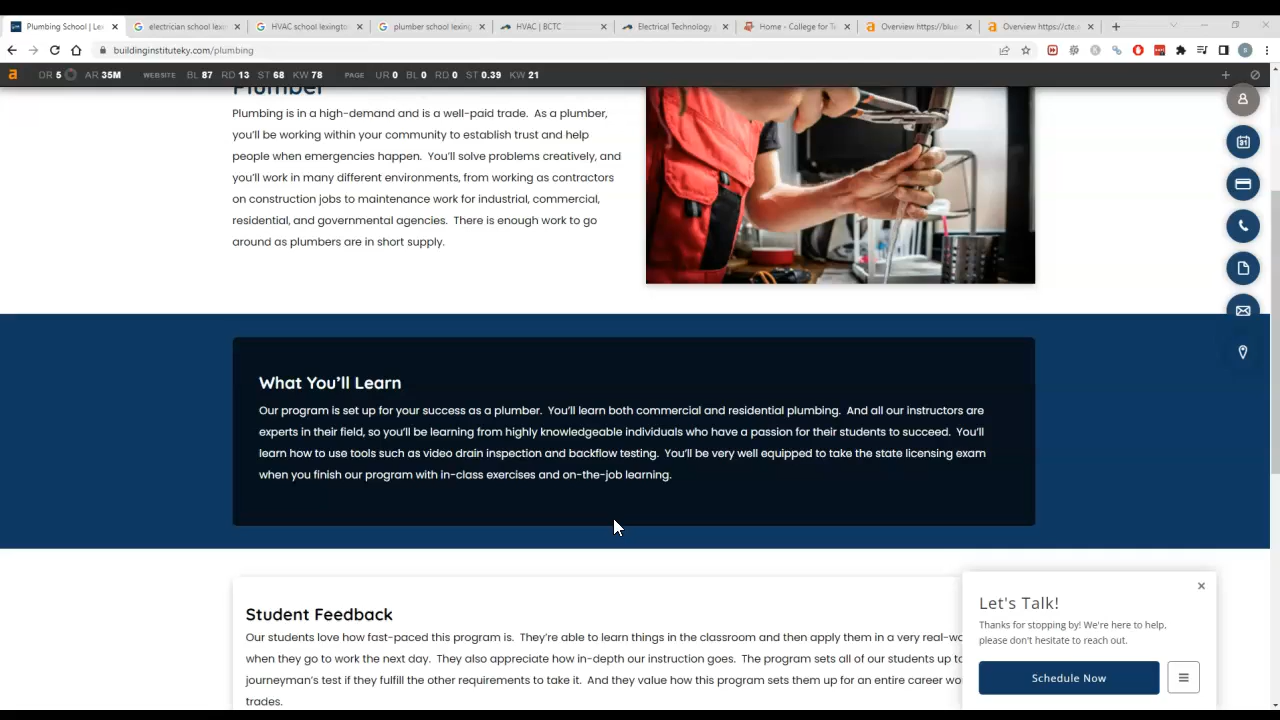 Plumbing School | Le
electrician school lexi
HVAC school lexingto
plumber school lexing
HVAC | BCTC
Electrical Technology
Home - College for Te
Overview https://blue
Overview https://cte.
buildinginstituteky.com/plumbing
a DR 5 AR 35M WEBSITE BL 87 RD 13 ST 68 KW 78 PAGE UR 0 BL 0 RD 0 ST 0.39 KW 21
Plumber
Plumbing is in a high-demand and is a well-paid trade. As a plumber,
you'll be working within your community to establish trust and help
people when emergencies happen. You'll solve problems creatively, and
you'll work in many different environments, from working as contractors
on construction jobs to maintenance work for industrial, commercial,
residential, and governmental agencies. There is enough work to go
around as plumbers are in short supply.
31
What You'll Learn
Our program is set up for your success as a plumber. You'll learn both commercial and residential plumbing. And all our instructors are
experts in their field, so you'll be learning from highly knowledgeable individuals who have a passion for their students to succeed. You'll
learn how to use tools such as video drain inspection and backflow testing. You'll be very well equipped to take the state licensing exam
when you finish our program with in-class exercises and on-the-job learning.
Student Feedback
Our students love how fast-paced this program is. They're able to learn things in the classroom and then apply them in a very real-wo
when they go to work the next day. They also appreciate how in-depth our instruction goes. The program sets all of our students up to
journeyman's test if they fulfill the other requirements to take it. And they value how this program sets them up for an entire career wo
trades.
Let's Talk!
Thanks for stopping by! We're here to help,
please don't hesitate to reach out.
Schedule Now